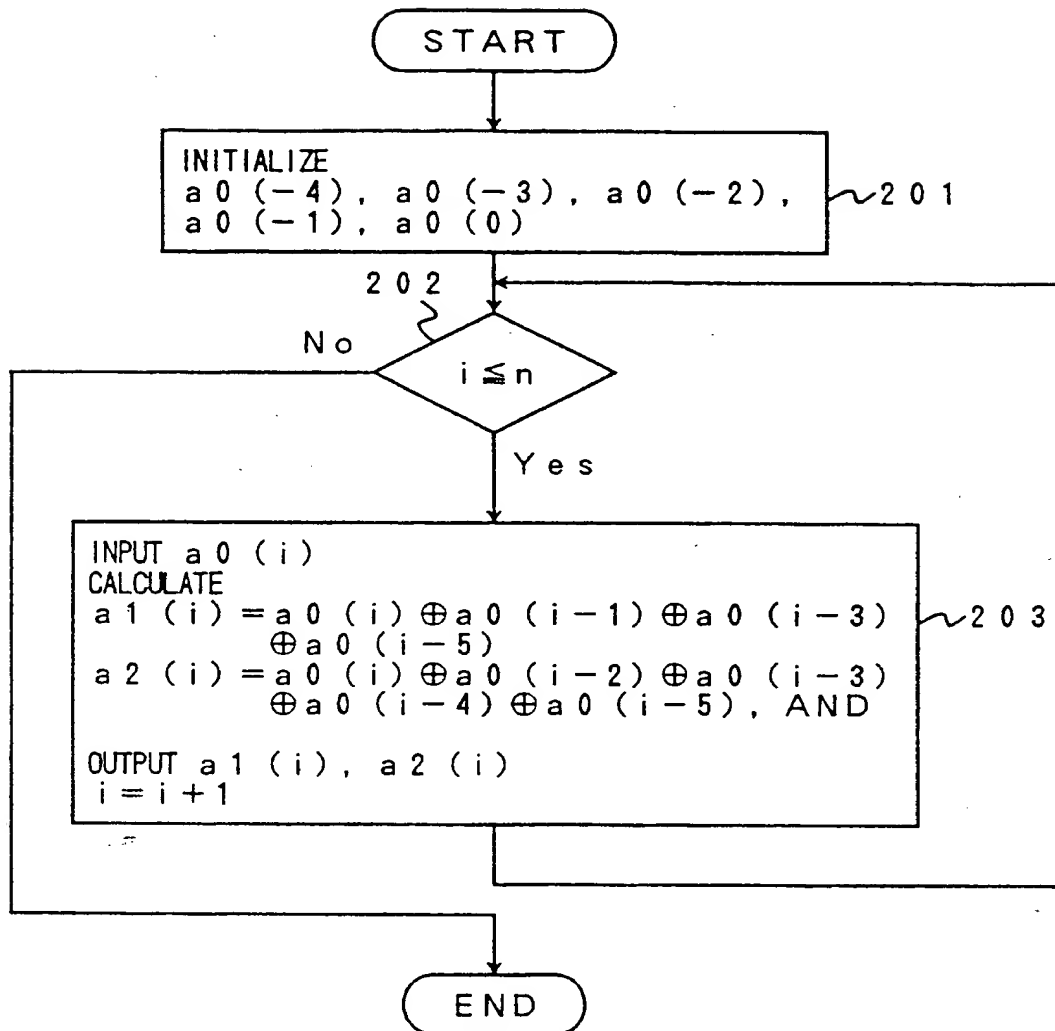 START
INITIALIZE
a0 (-4), a0 (-3), a0 (-2),
a0 (-1), a0 (0)
201
202
No
i≦n
Yes
INPUT a0 (i)
CALCULATE
a1 (i) =a0 (i) ⊕a0 (i-1) ⊕a0 (i-3)
⊕a0 (i-5)
a2 (i) =a0 (i) ⊕a0 (i-2) ⊕a0 (i-3)
⊕a0 (i-4) ⊕a0 (i-5), AND
OUTPUT a1 (i), a2 (i)
i=i+1
203
END